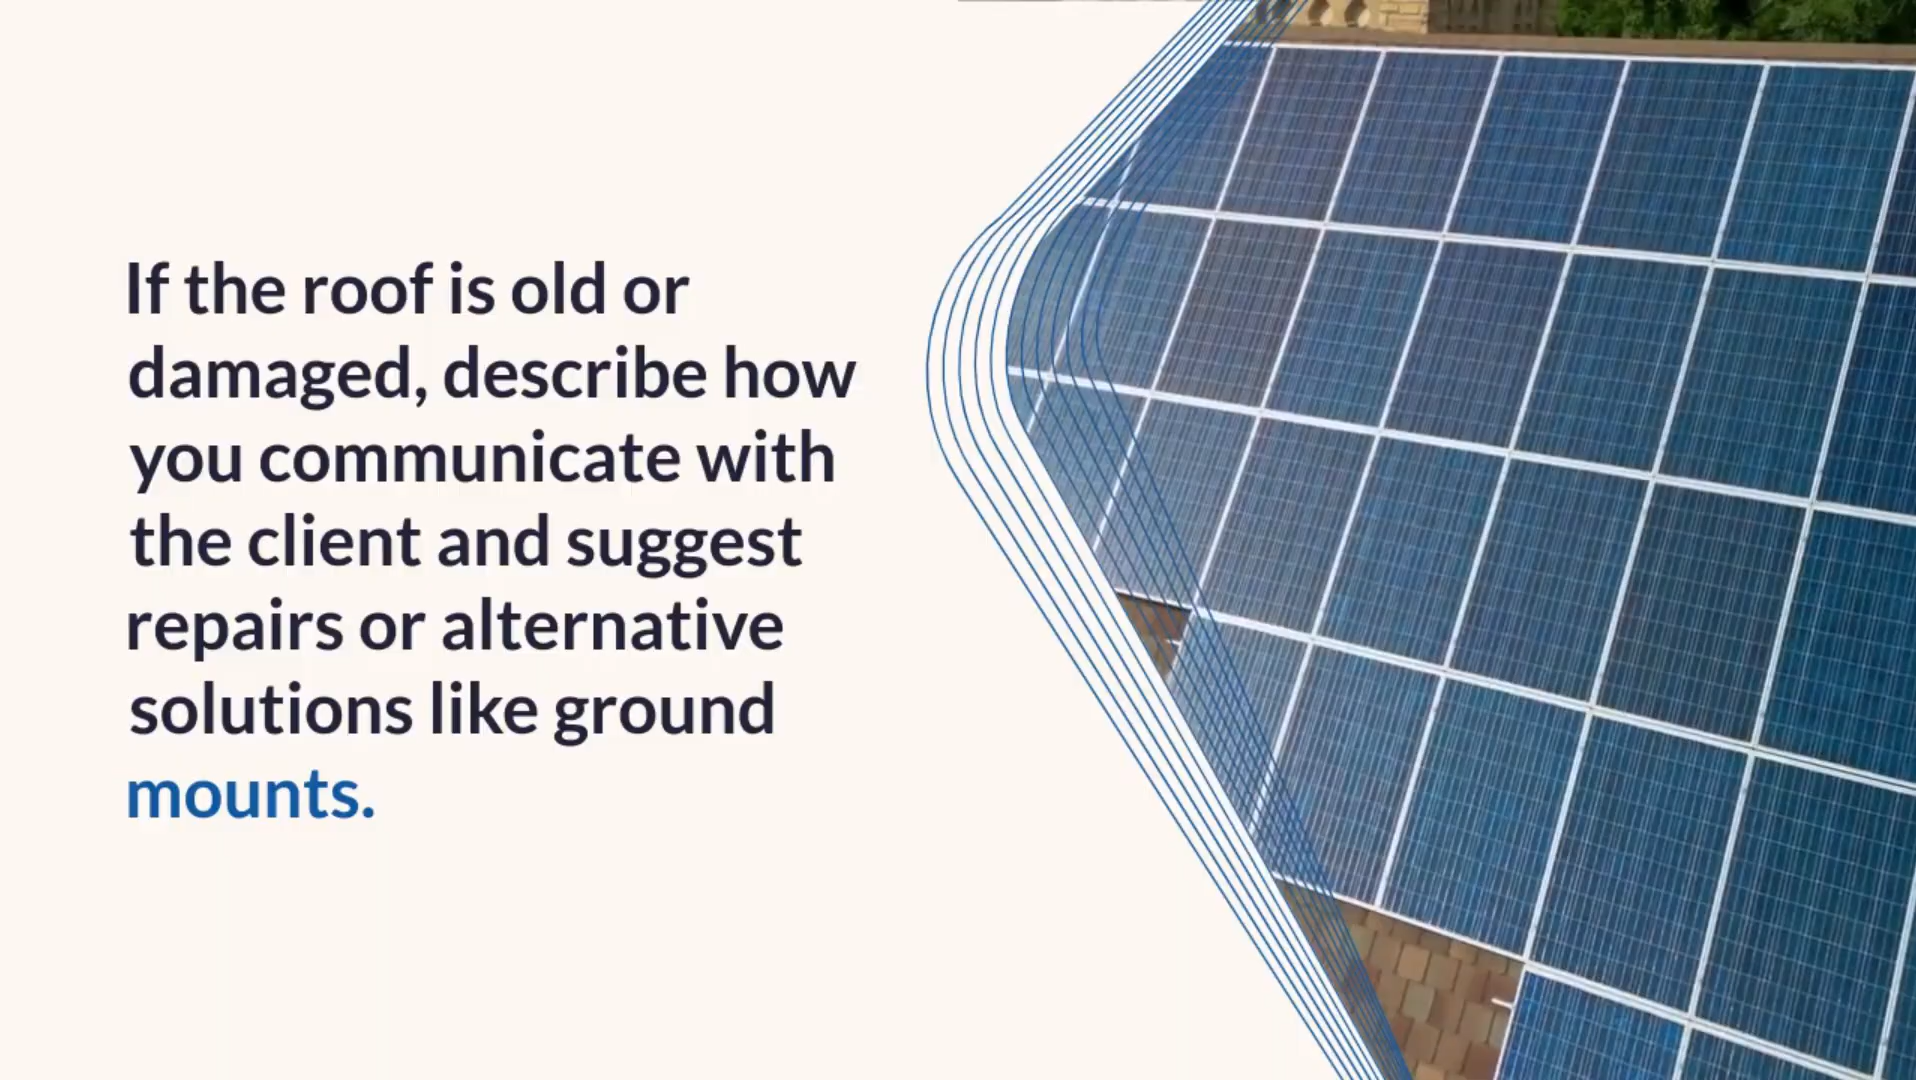 If the roof is old or
damaged, describe how
you communicate with
the client and suggest
repairs or alternative
solutions like ground
mounts.